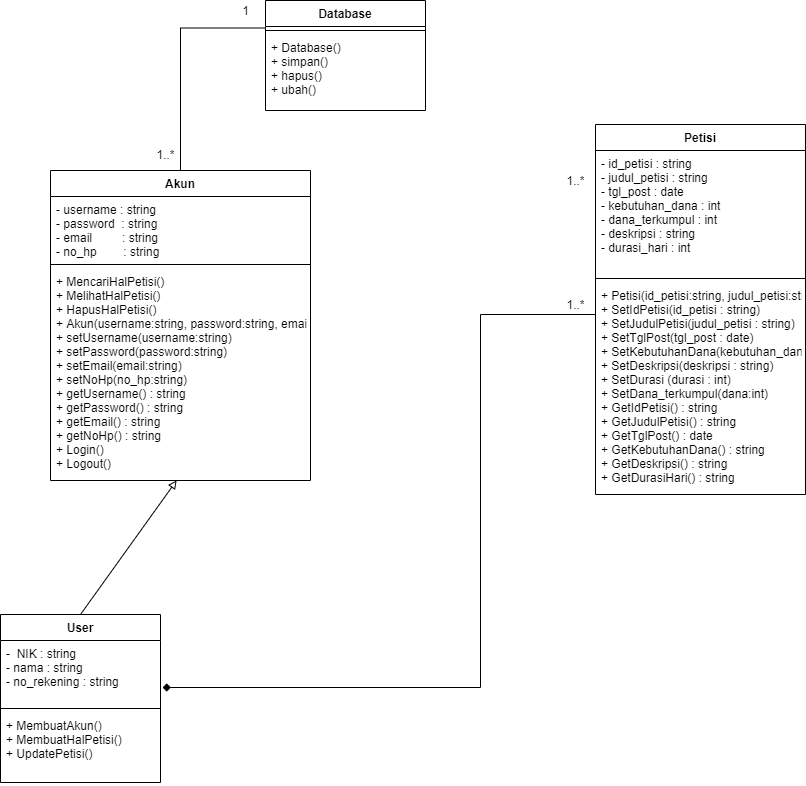 1
Database
+ Database()
+ simpan()
+ hapus()
+ ubah()
1..*
Akun
- username : string
- password : string
- email : string
- no_hp : string
+ MencariHalPetisi()
+ MelihatHalPetisi()
+ HapusHalPetisi()
+ Akun(username:string, password:string, emai
+ setUsername(username:string)
+ setPassword(password:string)
+ setEmail(email:string)
+ setNoHp(no_hp:string)
+ getUsername() : string
+ getPassword() : string
+ getEmail() : string
+ getNoHp() : string
+ Login()
+ Logout()
Petisi
1..*
- id_petisi : string
- judul_petisi : string
- tgl_post : date
- kebutuhan_dana : int
- dana_terkumpul : int
- deskripsi : string
- durasi_hari : int
1..*
+ Petisi(id_petisi:string, judul_petisi:st
+ SetIdPetisi(id_petisi : string)
+ SetJudulPetisi(judul_petisi : string)
+ SetTglPost(tgl_post : date)
+ SetKebutuhanDana(kebutuhan_dan
+ SetDeskripsi(deskripsi : string)
+ SetDurasi (durasi : int)
+ SetDana_terkumpul(dana:int)
+ GetIdPetisi() : string
+ GetJudulPetisi() : string
+ GetTglPost() : date
+ GetKebutuhanDana() : string
+ GetDeskripsi() : string
+ GetDurasiHari() : string
User
- NIK : string
- nama : string
- no_rekening : string
+ MembuatAkun()
+ MembuatHalPetisi()
+ UpdatePetisi()